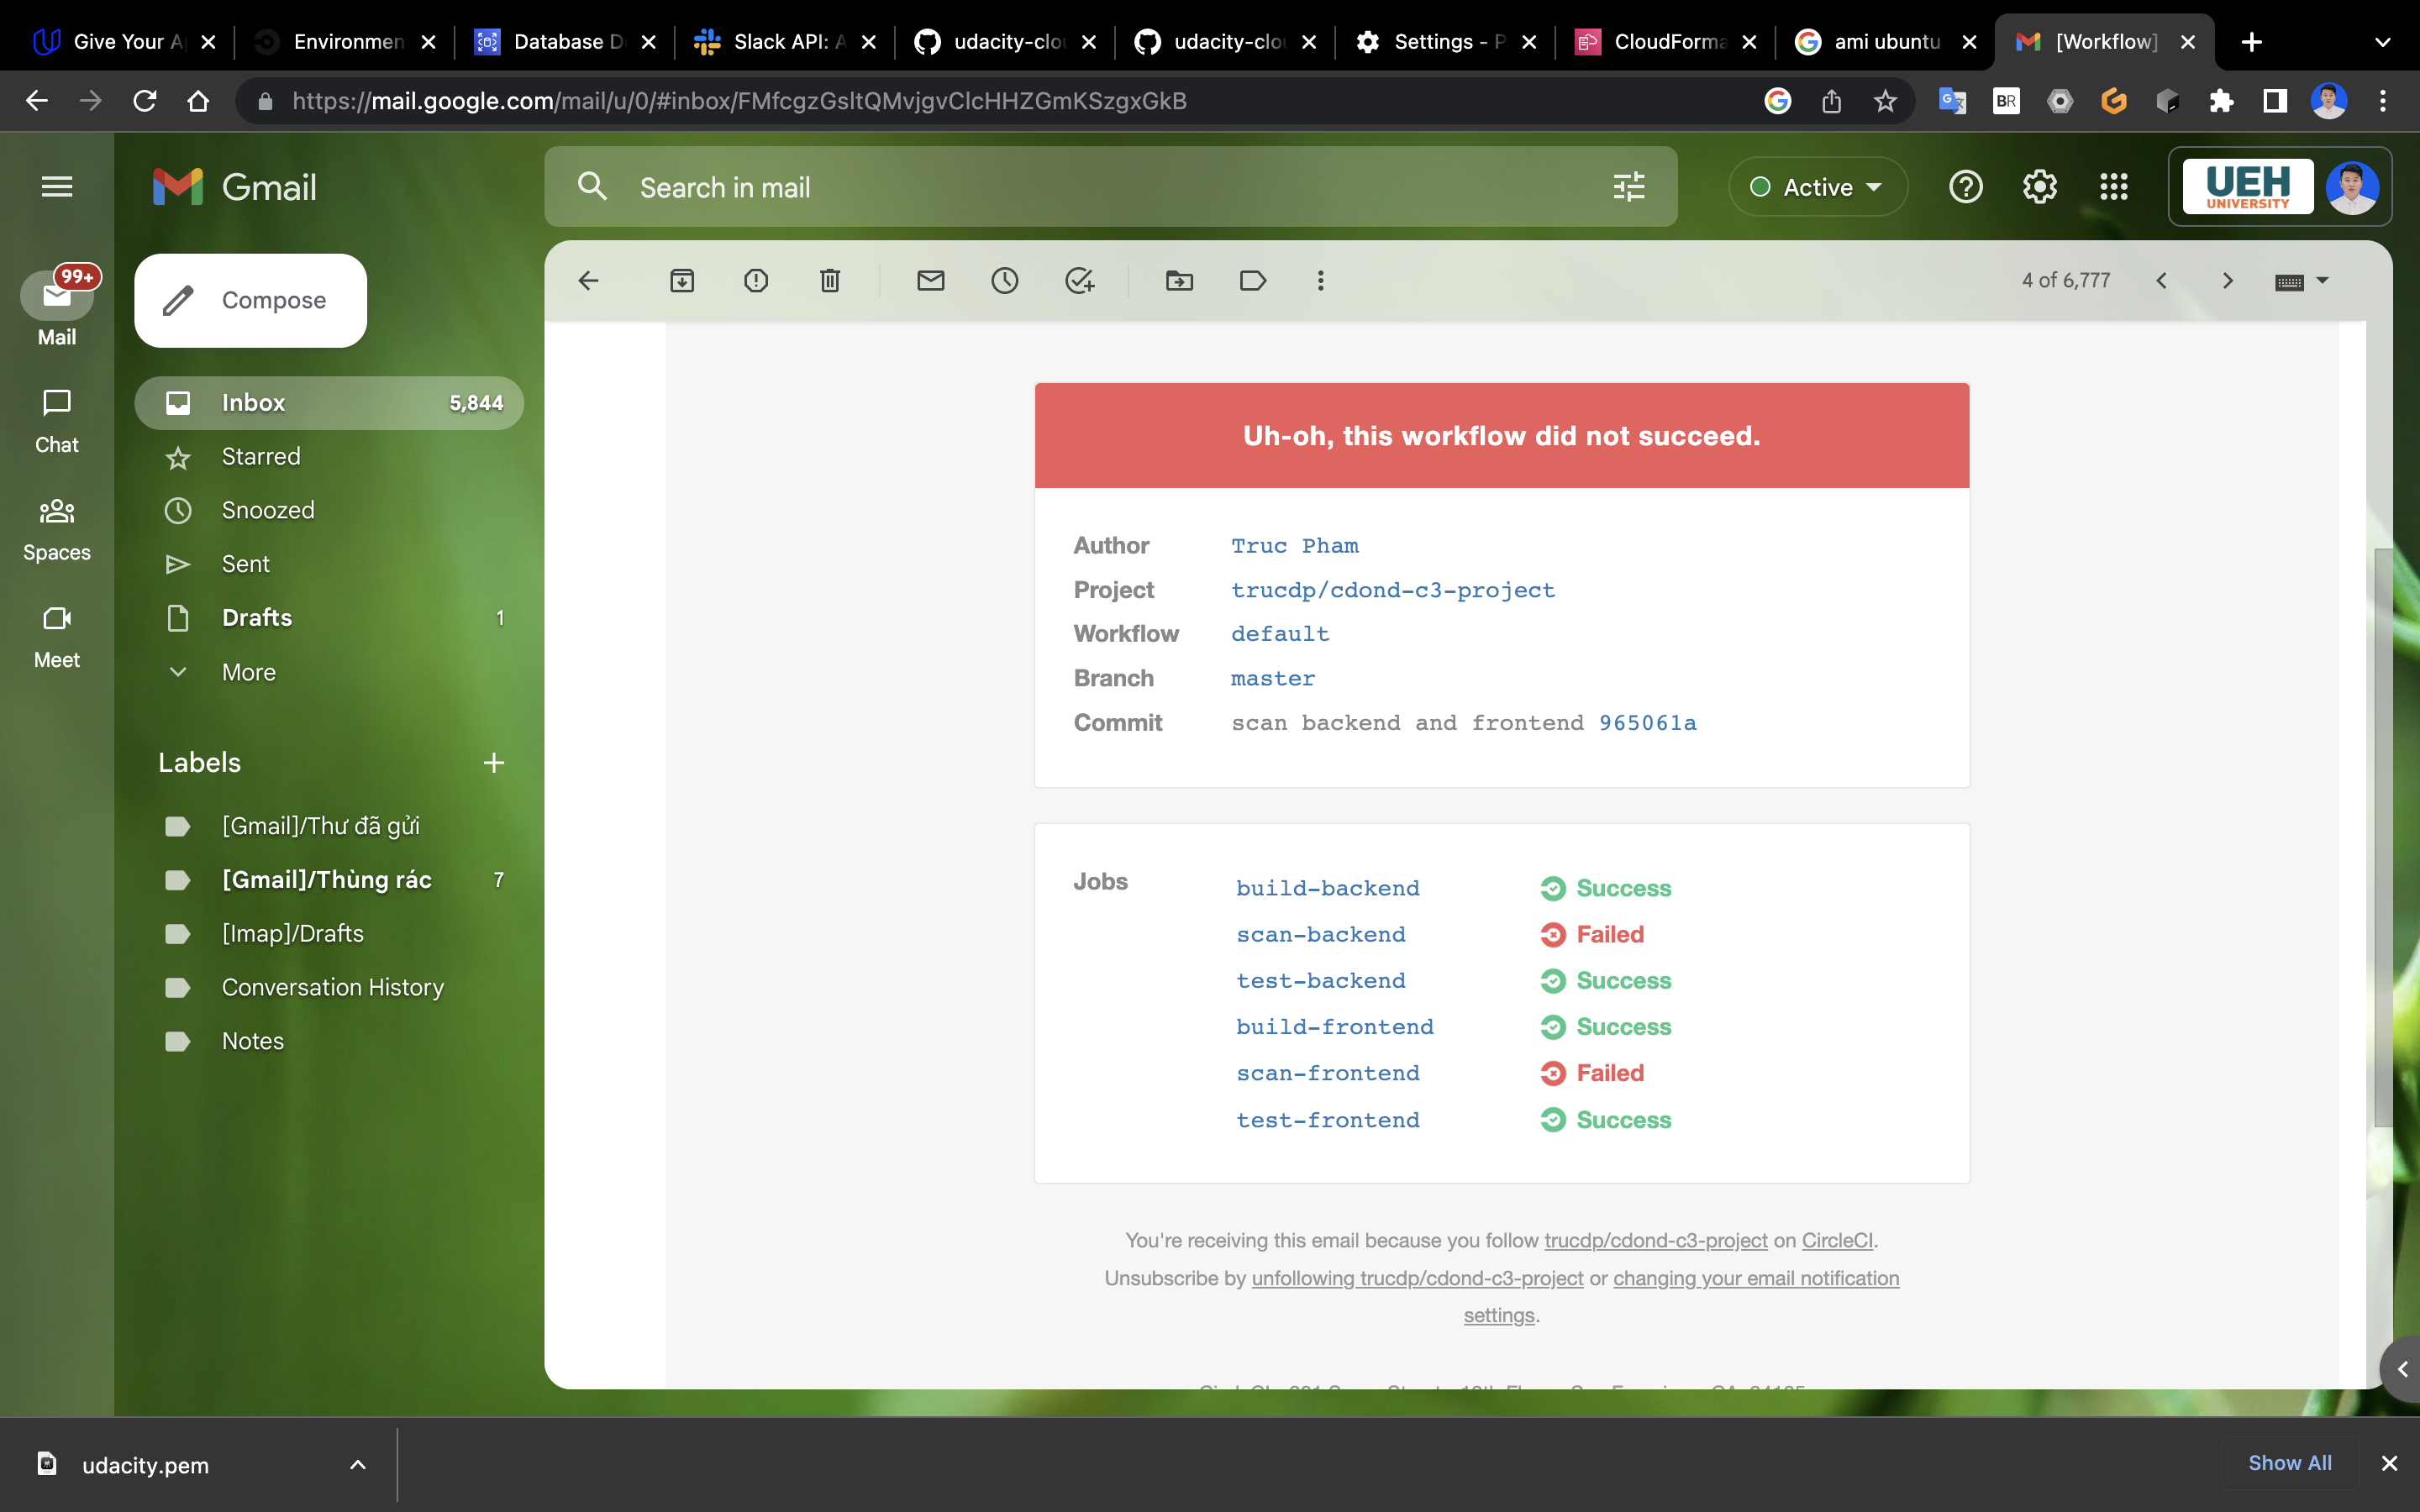 Give Your A
Environmen
Database D
Slack API: A
udacity-clo
udacity-clo
Settings - P
CloudForma
ami ubuntu
[Workflow]
https://mail.google.com/mail/u/0/#inbox/FMfcgzGsltQMvjgvClcHHZGmKSzgxGkB
BR
Gmail
Search in mail
Active
UEH
UNIVERSITY
99+
Mail
Chat
Spaces
Meet
Compose
Inbox 5,844
Starred
Snoozed
Sent
Drafts 1
More
Labels
[Gmail]/Thư đã gửi
[Gmail]/Thùng rác 7
[Imap]/Drafts
Conversation History
Notes
4 of 6,777
Uh-oh, this workflow did not succeed.
Author Truc Pham
Project trucdp/cdond-c3-project
Workflow default
Branch master
Commit scan backend and frontend 965061a
Jobs
build-backend Success
scan-backend Failed
test-backend Success
build-frontend Success
scan-frontend Failed
test-frontend Success
You're receiving this email because you follow trucdp/cdond-c3-project on CircleCI.
Unsubscribe by unfollowing trucdp/cdond-c3-project or changing your email notification
settings.
udacity.pem
Show All